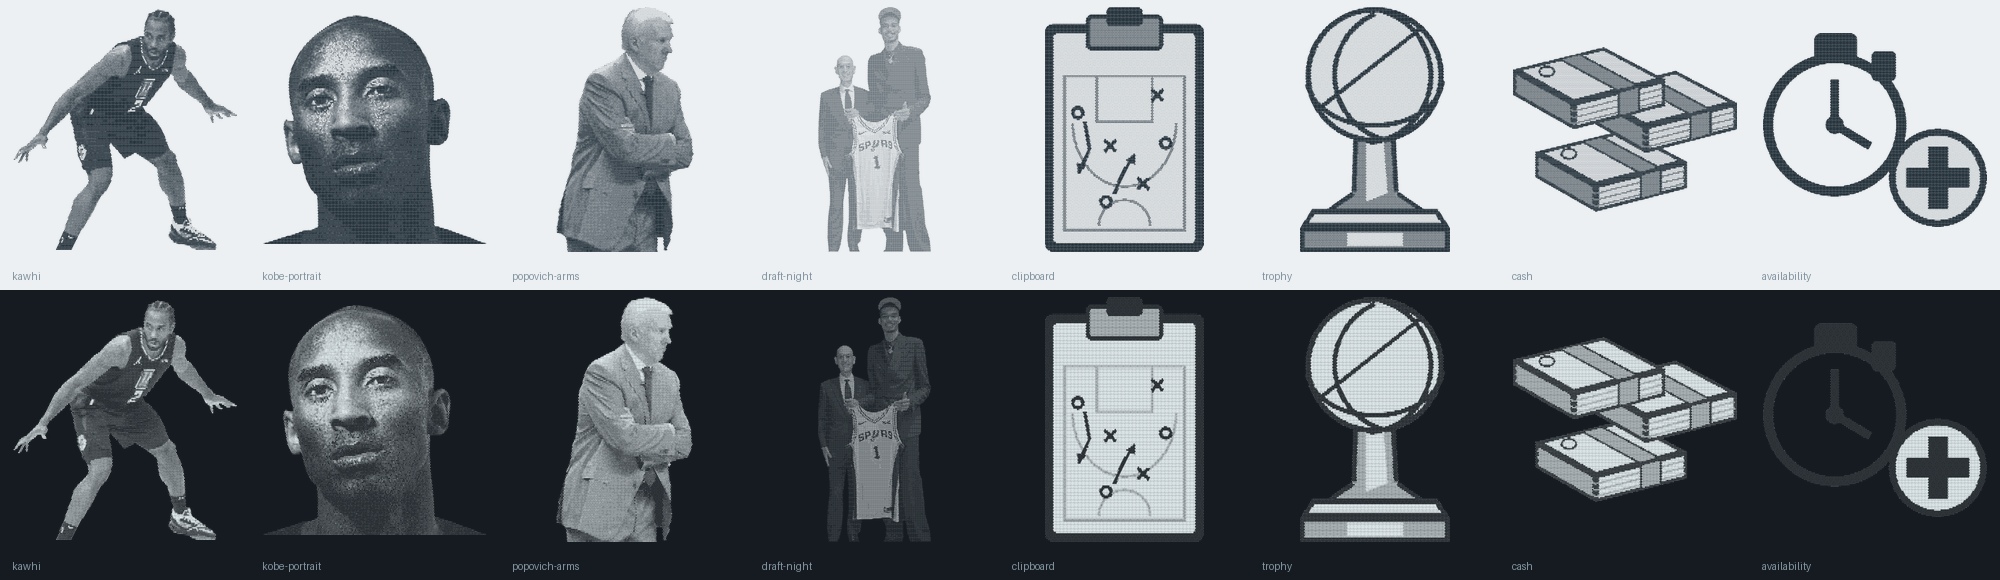 SPURS
1
kawhi
kobe-portrait
popovich-arms
draft-night
clipboard
trophy
cash
availability
SPURS
1
kawhi
kobe-portrait
popovich-arms
draft-night
clipboard
trophy
cash
availability